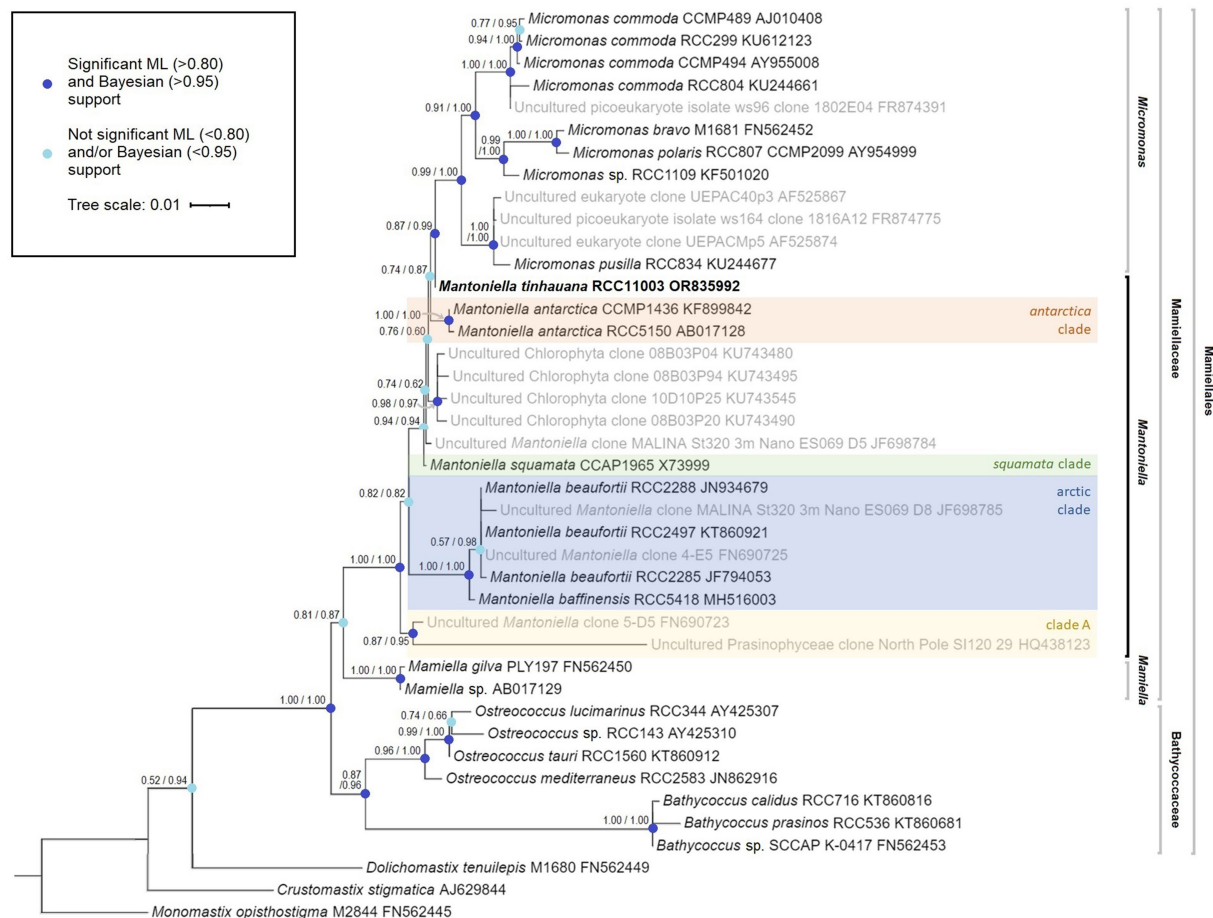 Significant ML (>0.80)
and Bayesian (>0.95)
support
Not significant ML (<0.80)
and/or Bayesian (<0.95)
support
Tree scale: 0.01
0.77 / 0.95
Micromonas commoda CCMP489 AJ010408
0.94 / 1.00
Micromonas commoda RCC299 KU612123
Micromonas commoda CCMP494 AY955008
1.00 / 1.00
Micromonas commoda RCC804 KU244661
Uncultured picoeukaryote isolate ws96 clone 1802E04 FR874391
0.91 / 1.00
Micromonas bravo M1681 FN562452
1.00 / 1.00
0.99
/1.00
Micromonas polaris RCC807 CCMP2099 AY954999
Micromonas sp. RCC1109 KF501020
0.99 / 1.00
Uncultured eukaryote clone UEPAC40p3 AF525867
Uncultured picoeukaryote isolate ws164 clone 1816A12 FR874775
1.00
/1.00
Uncultured eukaryote clone UEPACMp5 AF525874
Micromonas pusilla RCC834 KU244677
Micromonas
0.87 / 0.99
0.74 / 0.87
Mantoniella tinhauana RCC11003 OR835992
Mantoniella antarctica CCMP1436 KF899842
1.00 / 1.00
Mantoniella antarctica RCC5150 AB017128
antarctica
clade
0.76 / 0.60
Uncultured Chlorophyta clone 08B03P04 KU743480
Uncultured Chlorophyta clone 08B03P94 KU743495
0.74 / 0.62
Uncultured Chlorophyta clone 10D10P25 KU743545
0.98 / 0.97
Uncultured Chlorophyta clone 08B03P20 KU743490
0.94 / 0.94
Uncultured Mantoniella clone MALINA St320 3m Nano ES069 D5 JF698784
Mantoniella squamata CCAP1965 X73999
squamata clade
Mantoniella beaufortii RCC2288 JN934679
arctic
clade
0.82 / 0.82
Uncultured Mantoniella clone MALINA St320 3m Nano ES069 D8 JF698785
Mantoniella beaufortii RCC2497 KT860921
0.57 / 0.98
Uncultured Mantoniella clone 4-E5 FN690725
1.00 / 1.00
Mantoniella beaufortii RCC2285 JF794053
Mantoniella baffinensis RCC5418 MH516003
1.00 / 1.00
0.81 / 0.87
Uncultured Mantoniella clone 5-D5 FN690723
clade A
0.87 / 0.95
Uncultured Prasinophyceae clone North Pole SI120 29 HQ438123
Mantoniella
1.00 / 1.00
Mamiella gilva PLY197 FN562450
Mamiella sp. AB017129
Mamiella
Mamiellaceae
Mamiellales
1.00 / 1.00
0.74 / 0.66
Ostreococcus lucimarinus RCC344 AY425307
0.99 / 1.00
Ostreococcus sp. RCC143 AY425310
0.96 / 1.00
Ostreococcus tauri RCC1560 KT860912
0.87
/0.96
Ostreococcus mediterraneus RCC2583 JN862916
Bathycoccus calidus RCC716 KT860816
1.00 / 1.00
Bathycoccus prasinos RCC536 KT860681
Bathycoccus sp. SCCAP K-0417 FN562453
Bathycoccaceae
0.52 / 0.94
Dolichomastix tenuilepis M1680 FN562449
Crustomastix stigmatica AJ629844
Monomastix opisthostigma M2844 FN562445